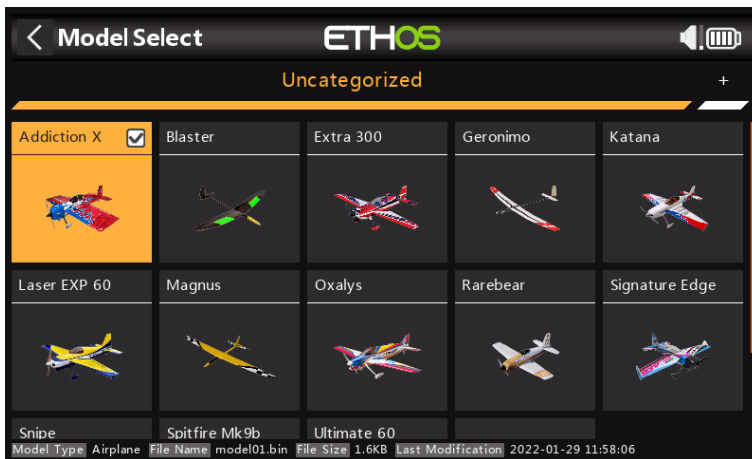 Model Select ETHOS
Uncategorized +
Addiction X Blaster Extra 300 Geronimo Katana
Laser EXP 60 Magnus Oxalys Rarebear Signature Edge
Snipe Spitfire Mk9b Ultimate 60
Model Type Airplane File Name model01.bin File Size 1.6KB Last Modification 2022-01-29 11:58:06